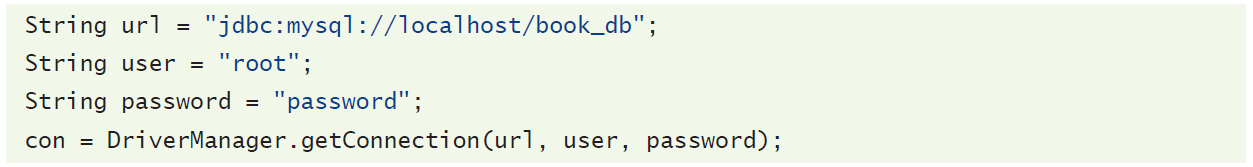 String url = "jdbc:mysql://localhost/book_db";
String user = "root";
String password = "password";
con = DriverManager.getConnection(url, user, password);